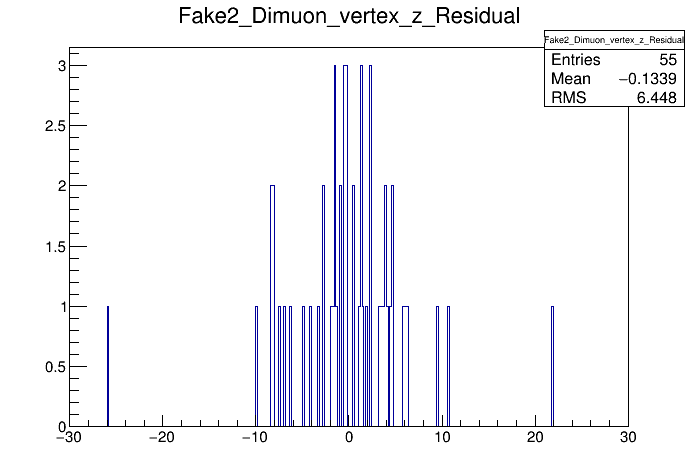 Fake2_Dimuon_vertex_z_Residual
Fake2_Dimuon_vertex_z_Residual
Entries 55
Mean −0.1339
RMS 6.448
3
2.5
2
1.5
1
0.5
0
−30 −20 −10 0 10 20 30